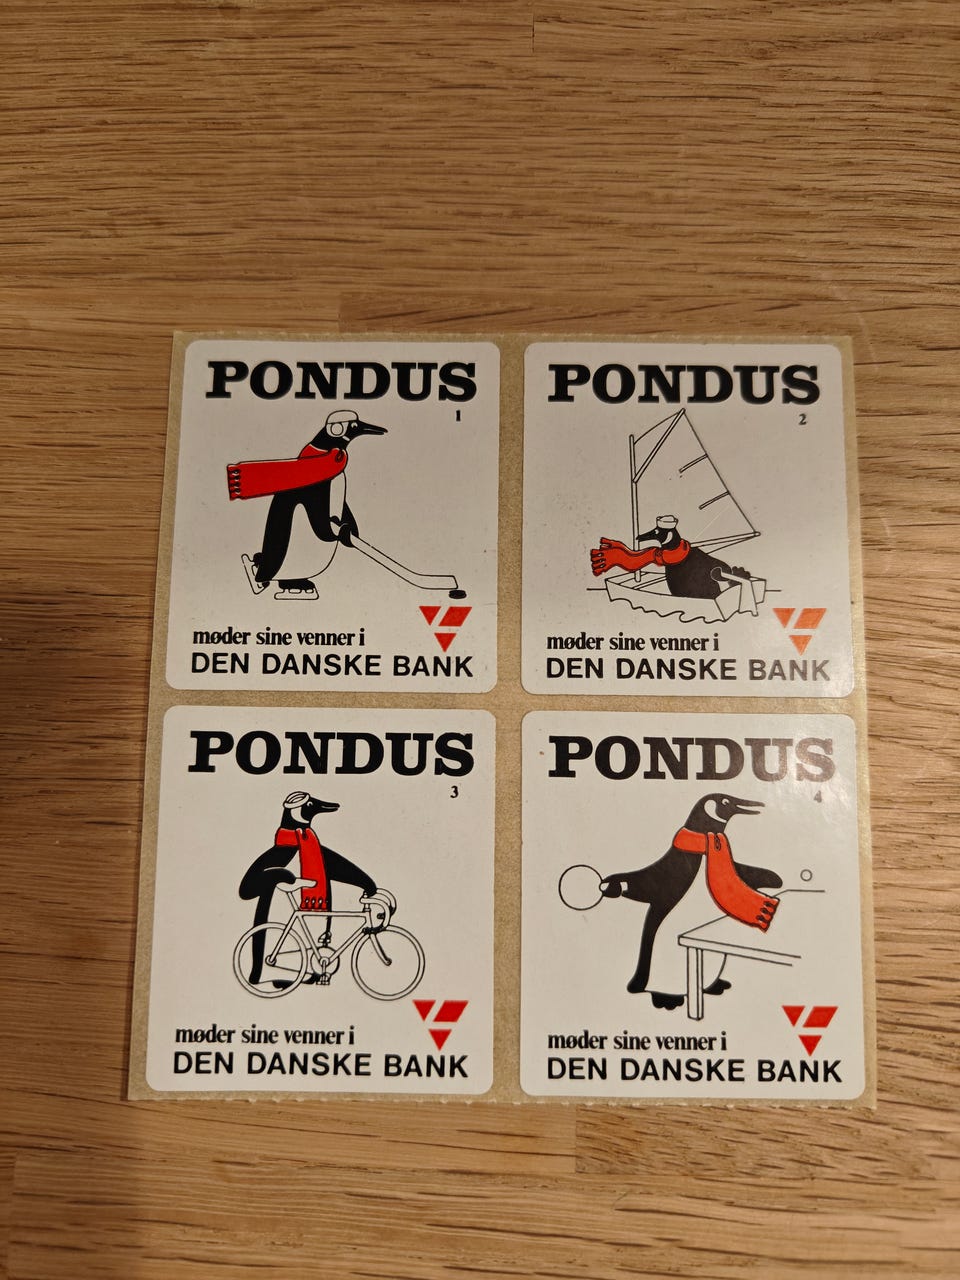 PONDUS
1
møder sine venner i
DEN DANSKE BANK
PONDUS
2
møder sine venner i
DEN DANSKE BANK
PONDUS
3
møder sine venner i
DEN DANSKE BANK
PONDUS
4
møder sine venner i
DEN DANSKE BANK